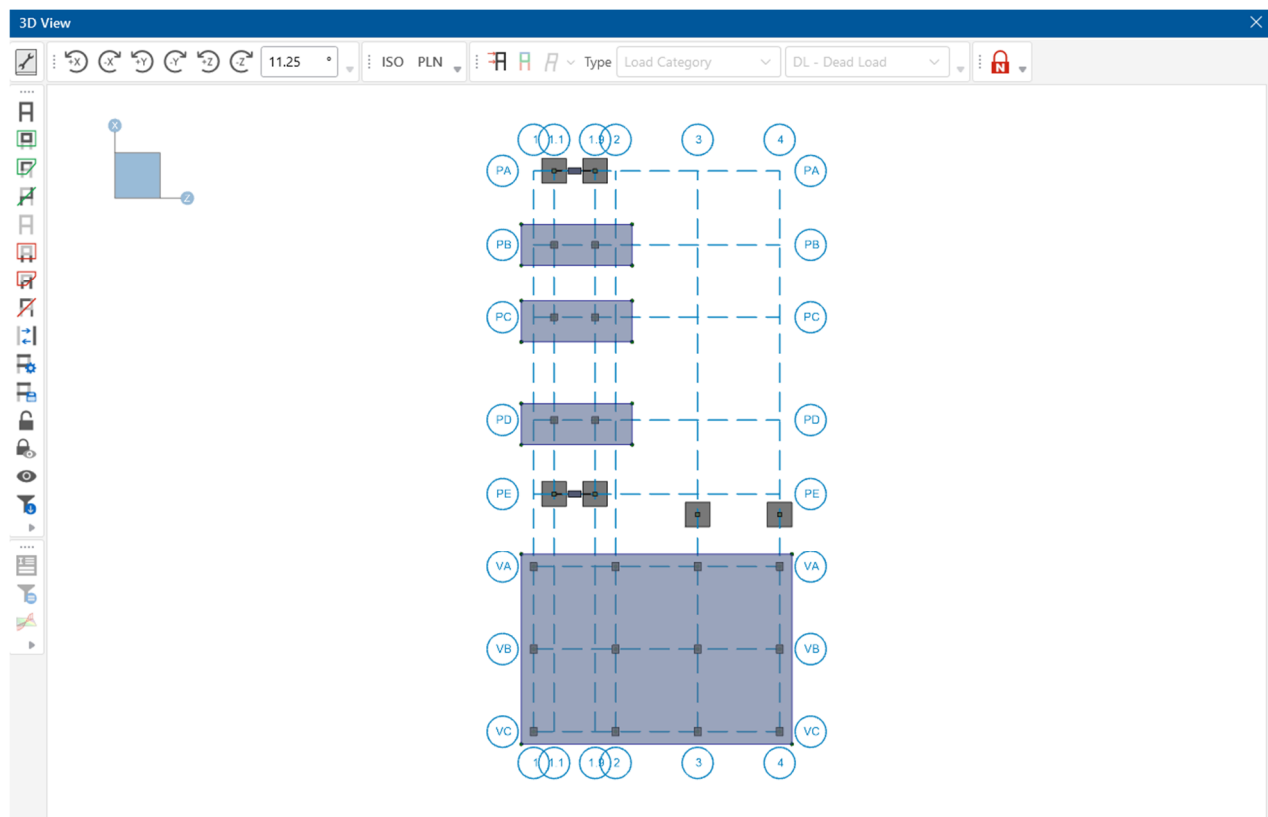 3D View
+X -X +Y -Y +Z -Z 11.25 ° ISO PLN Type Load Category DL - Dead Load N
X
Z
1 1.1 1.9 2 3 4
PA PA
PB PB
PC PC
PD PD
PE PE
VA VA
VB VB
VC VC
1 1.1 1.9 2 3 4